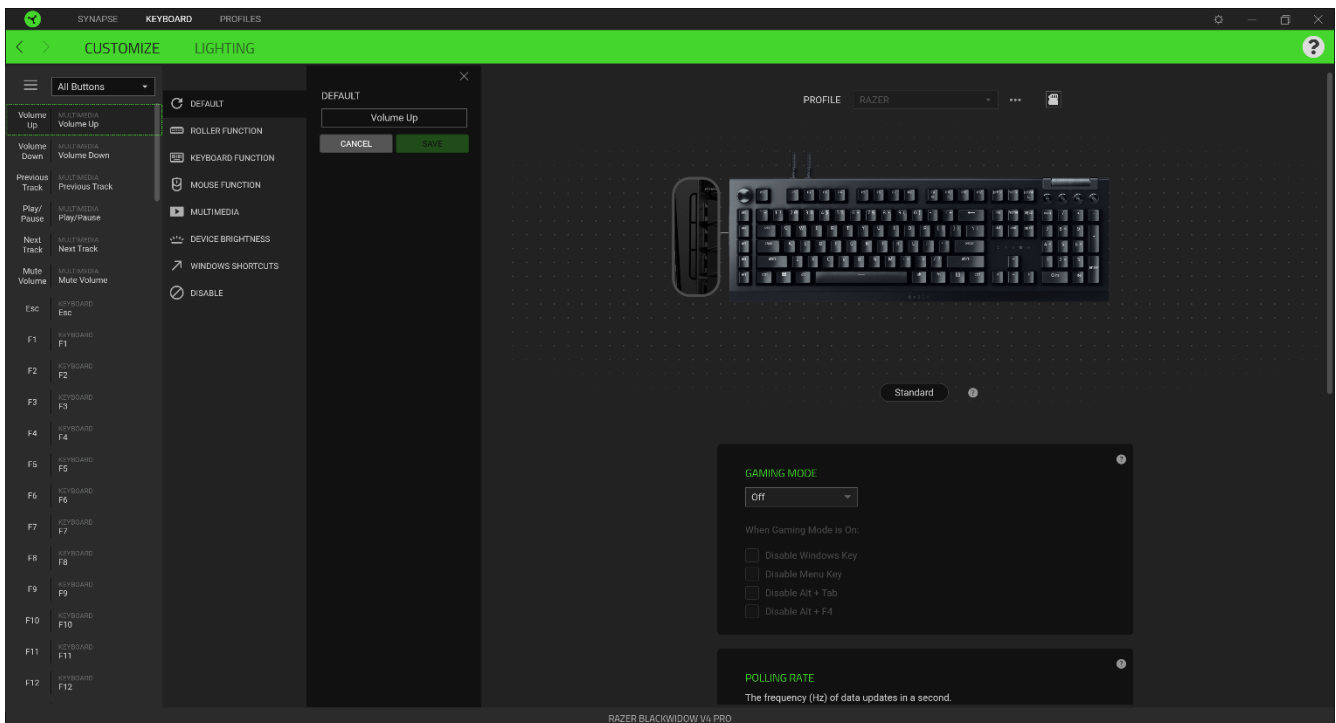 SYNAPSE KEYBOARD PROFILES
CUSTOMIZE LIGHTING
?
All Buttons
Volume Up MULTIMEDIA Volume Up
Volume Down MULTIMEDIA Volume Down
Previous Track MULTIMEDIA Previous Track
Play/ Pause MULTIMEDIA Play/Pause
Next Track MULTIMEDIA Next Track
Mute Volume MULTIMEDIA Mute Volume
Esc KEYBOARD Esc
F1 KEYBOARD F1
F2 KEYBOARD F2
F3 KEYBOARD F3
F4 KEYBOARD F4
F5 KEYBOARD F5
F6 KEYBOARD F6
F7 KEYBOARD F7
F8 KEYBOARD F8
F9 KEYBOARD F9
F10 KEYBOARD F10
F11 KEYBOARD F11
F12 KEYBOARD F12
DEFAULT
ROLLER FUNCTION
KEYBOARD FUNCTION
MOUSE FUNCTION
MULTIMEDIA
DEVICE BRIGHTNESS
WINDOWS SHORTCUTS
DISABLE
DEFAULT
Volume Up
CANCEL SAVE
PROFILE RAZER
Standard ?
GAMING MODE ?
Off
When Gaming Mode is On:
Disable Windows Key
Disable Menu Key
Disable Alt + Tab
Disable Alt + F4
POLLING RATE ?
The frequency (Hz) of data updates in a second.
RAZER BLACKWIDOW V4 PRO